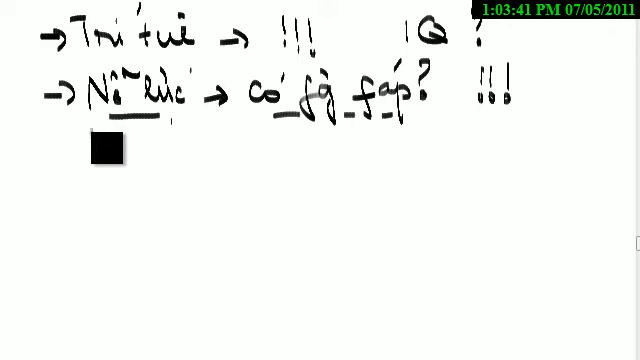 1:03:41 PM 07/05/2011
→ Trí tuệ → !!! IQ ?
→ Nỗ lực → có fg fáp? !!!